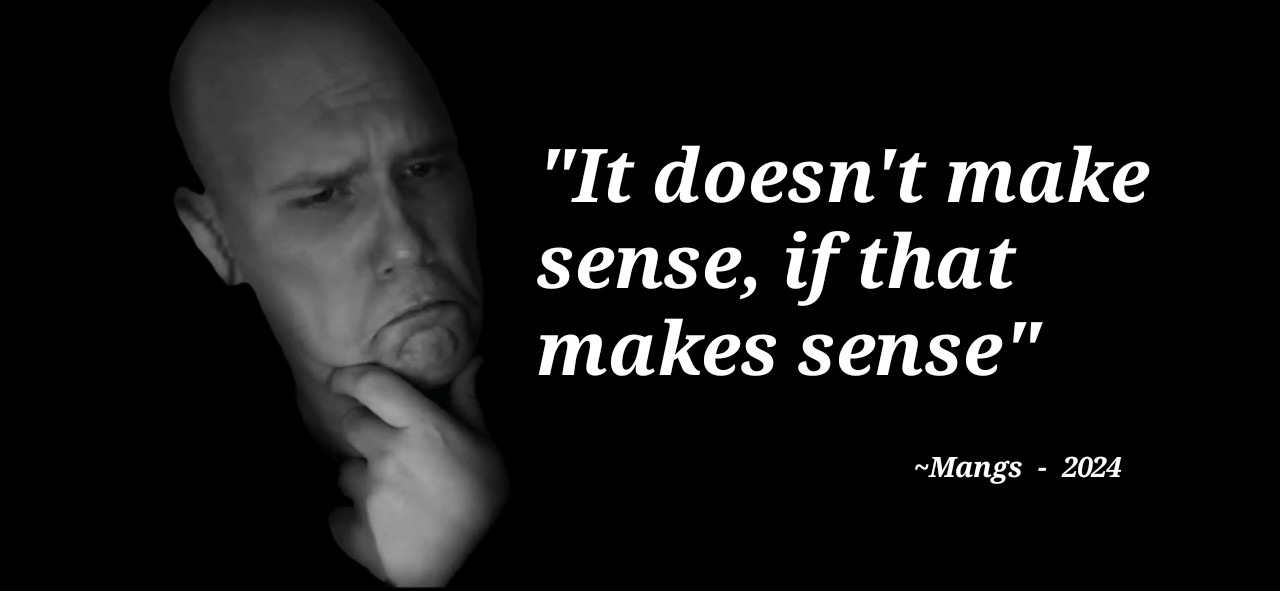 "It doesn't make
sense, if that
makes sense"
~Mangs - 2024